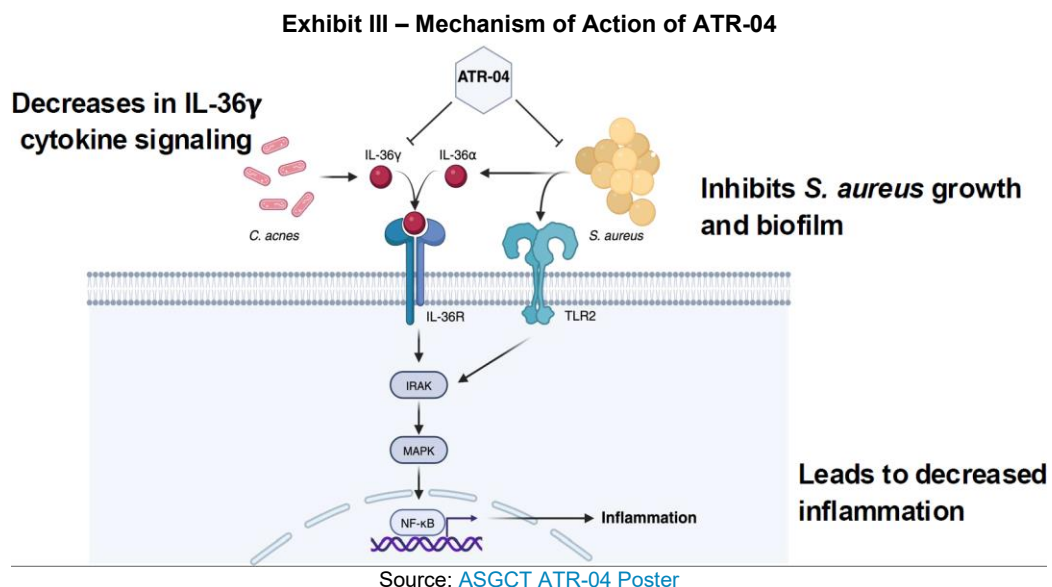 Exhibit III – Mechanism of Action of ATR-04
ATR-04
Decreases in IL-36γ
cytokine signaling
IL-36γ
IL-36α
C. acnes
S. aureus
Inhibits S. aureus growth
and biofilm
IL-36R
TLR2
IRAK
MAPK
NF-κB
Inflammation
Leads to decreased
inflammation
Source: ASGCT ATR-04 Poster